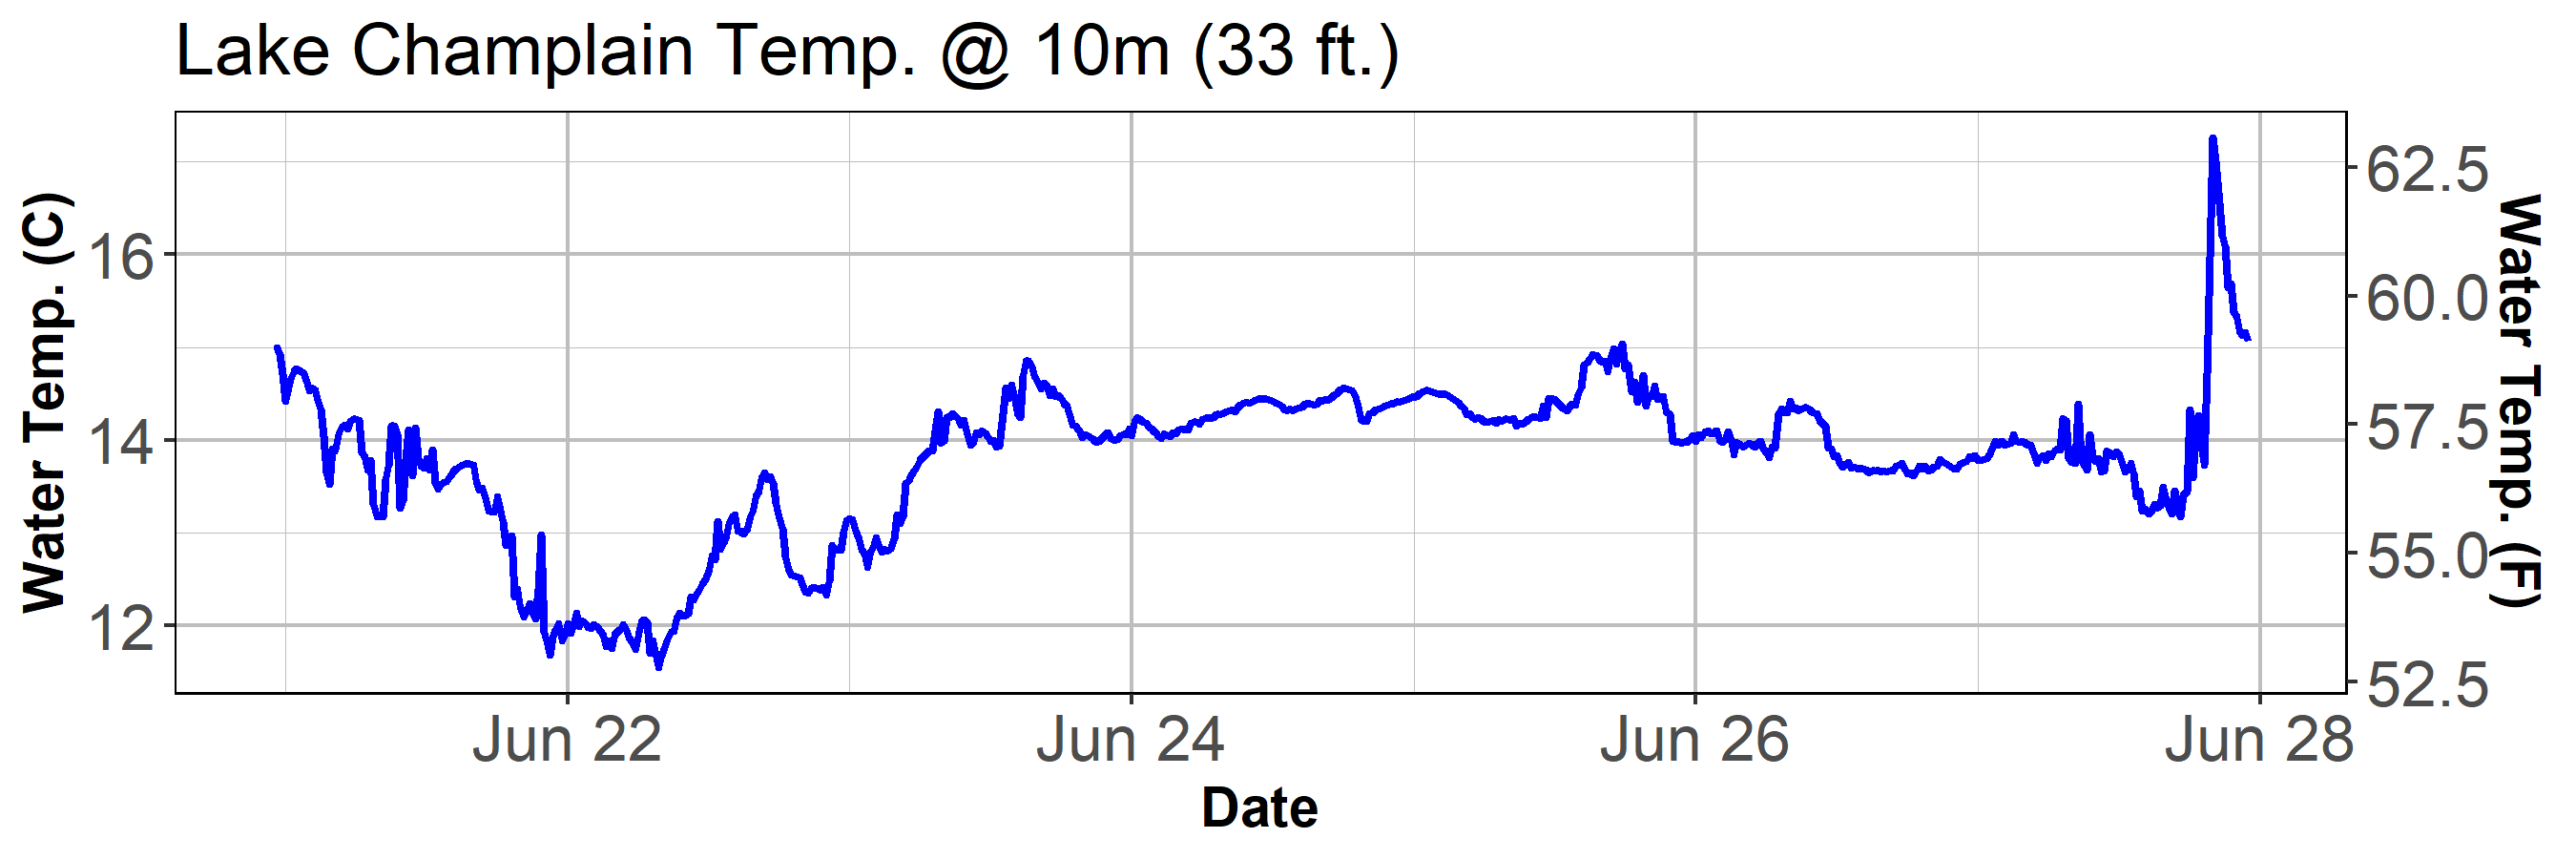 Lake Champlain Temp. @ 10m (33 ft.)
Water Temp. (C)
16
14
12
62.5
60.0
57.5
55.0
52.5
Water Temp. (F)
Jun 22
Jun 24
Jun 26
Jun 28
Date